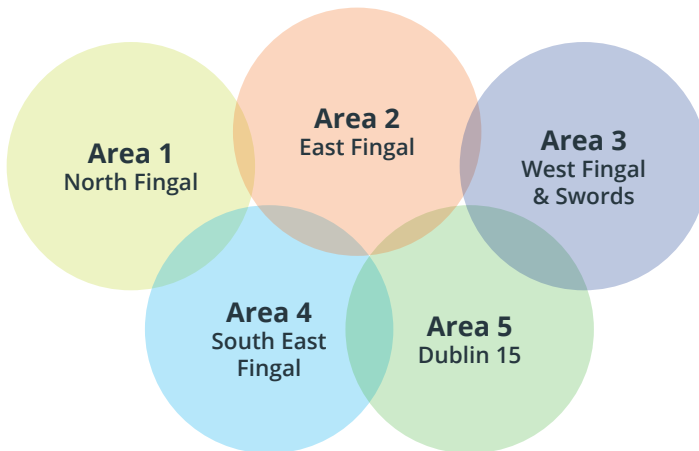 Area 1
North Fingal
Area 2
East Fingal
Area 3
West Fingal
& Swords
Area 4
South East
Fingal
Area 5
Dublin 15